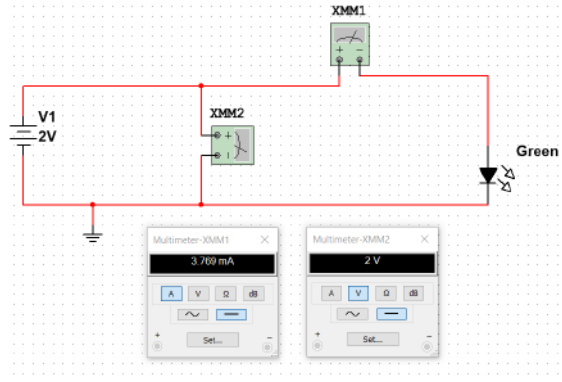 XMM1
+ −
V1
2V
XMM2
+
Green
Multimeter-XMM1 ×
3.769 mA
A V Ω dB
+ −
Set...
Multimeter-XMM2 ×
2 V
A V Ω dB
+ −
Set...